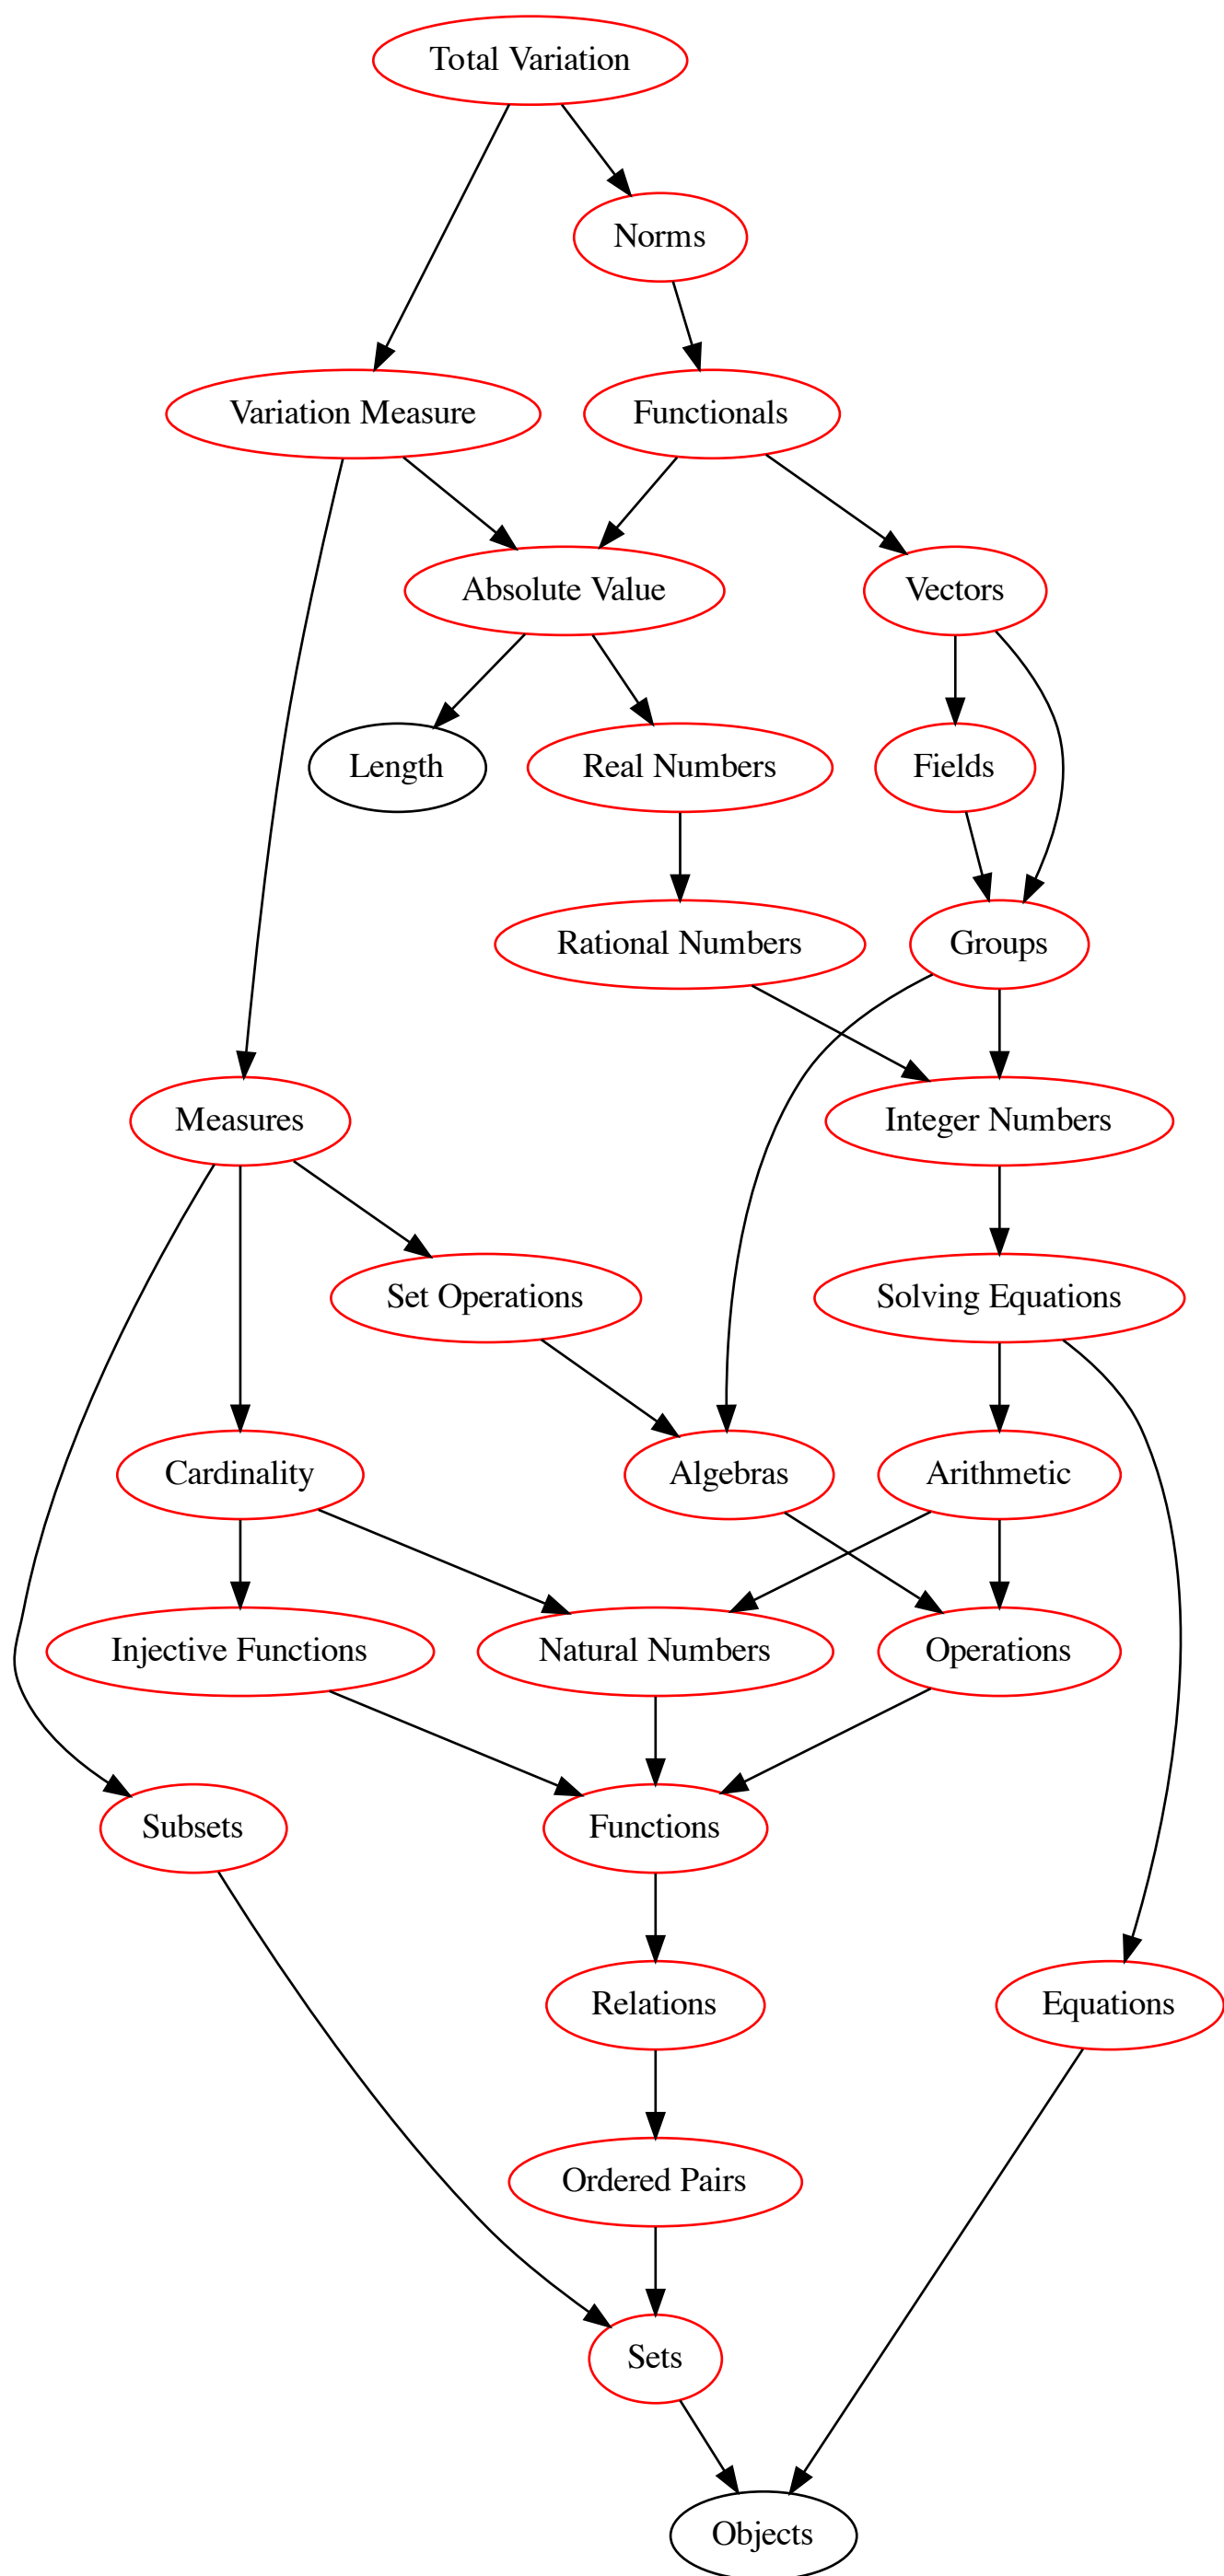 Total Variation
Norms
Variation Measure
Functionals
Absolute Value
Vectors
Length
Real Numbers
Fields
Rational Numbers
Groups
Measures
Integer Numbers
Set Operations
Solving Equations
Cardinality
Algebras
Arithmetic
Injective Functions
Natural Numbers
Operations
Subsets
Functions
Relations
Equations
Ordered Pairs
Sets
Objects